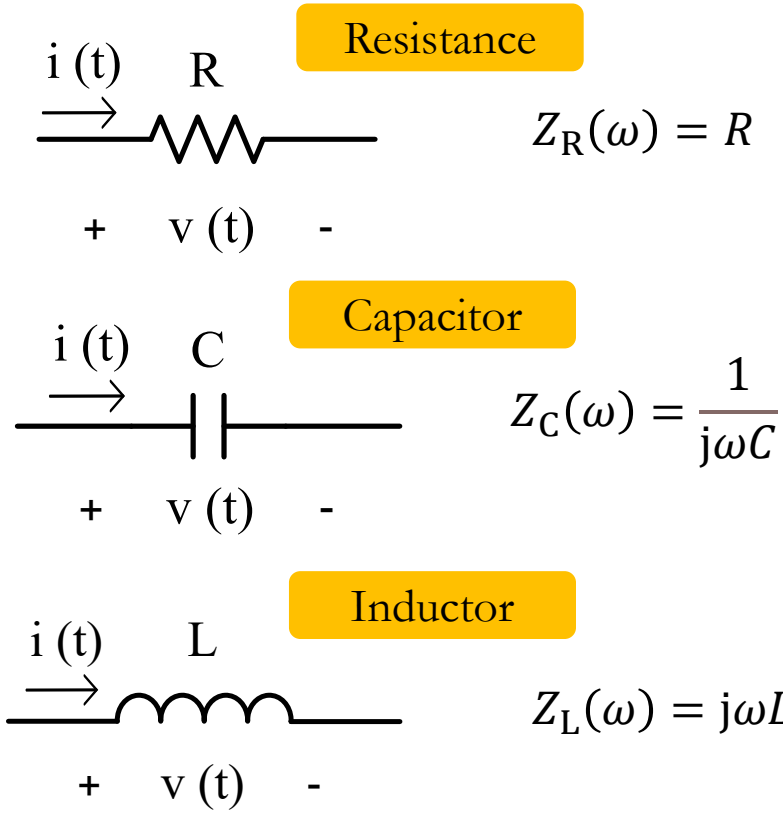 Resistance
i (t) R
Z_R(ω) = R
+ v (t) -
Capacitor
i (t) C
Z_C(ω) = 1/jωC
+ v (t) -
Inductor
i (t) L
Z_L(ω) = jωL
+ v (t) -